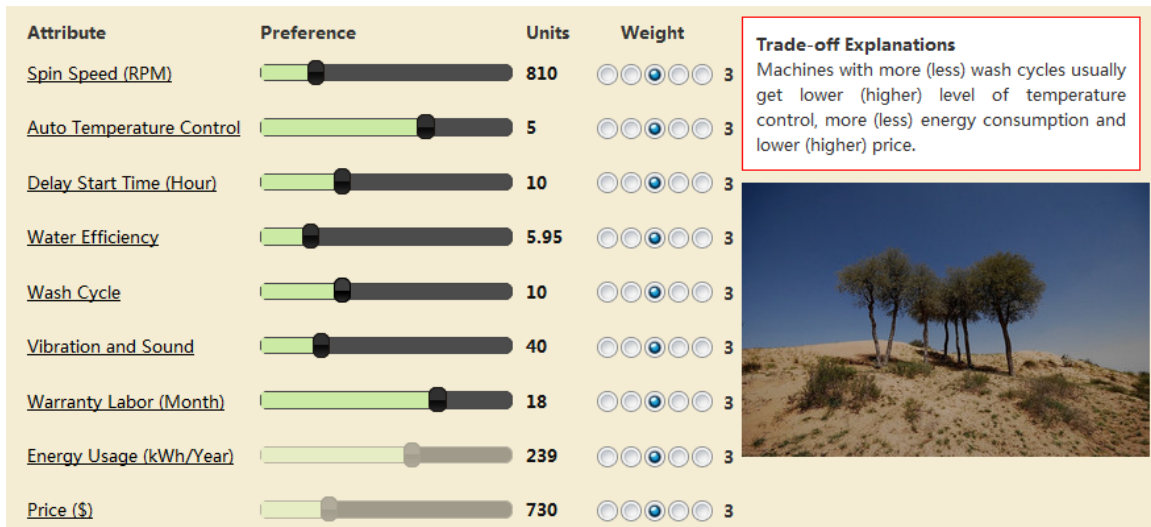 Attribute Preference Units Weight
Spin Speed (RPM) 810 3
Auto Temperature Control 5 3
Delay Start Time (Hour) 10 3
Water Efficiency 5.95 3
Wash Cycle 10 3
Vibration and Sound 40 3
Warranty Labor (Month) 18 3
Energy Usage (kWh/Year) 239 3
Price ($) 730 3
Trade-off Explanations
Machines with more (less) wash cycles usually
get lower (higher) level of temperature
control, more (less) energy consumption and
lower (higher) price.